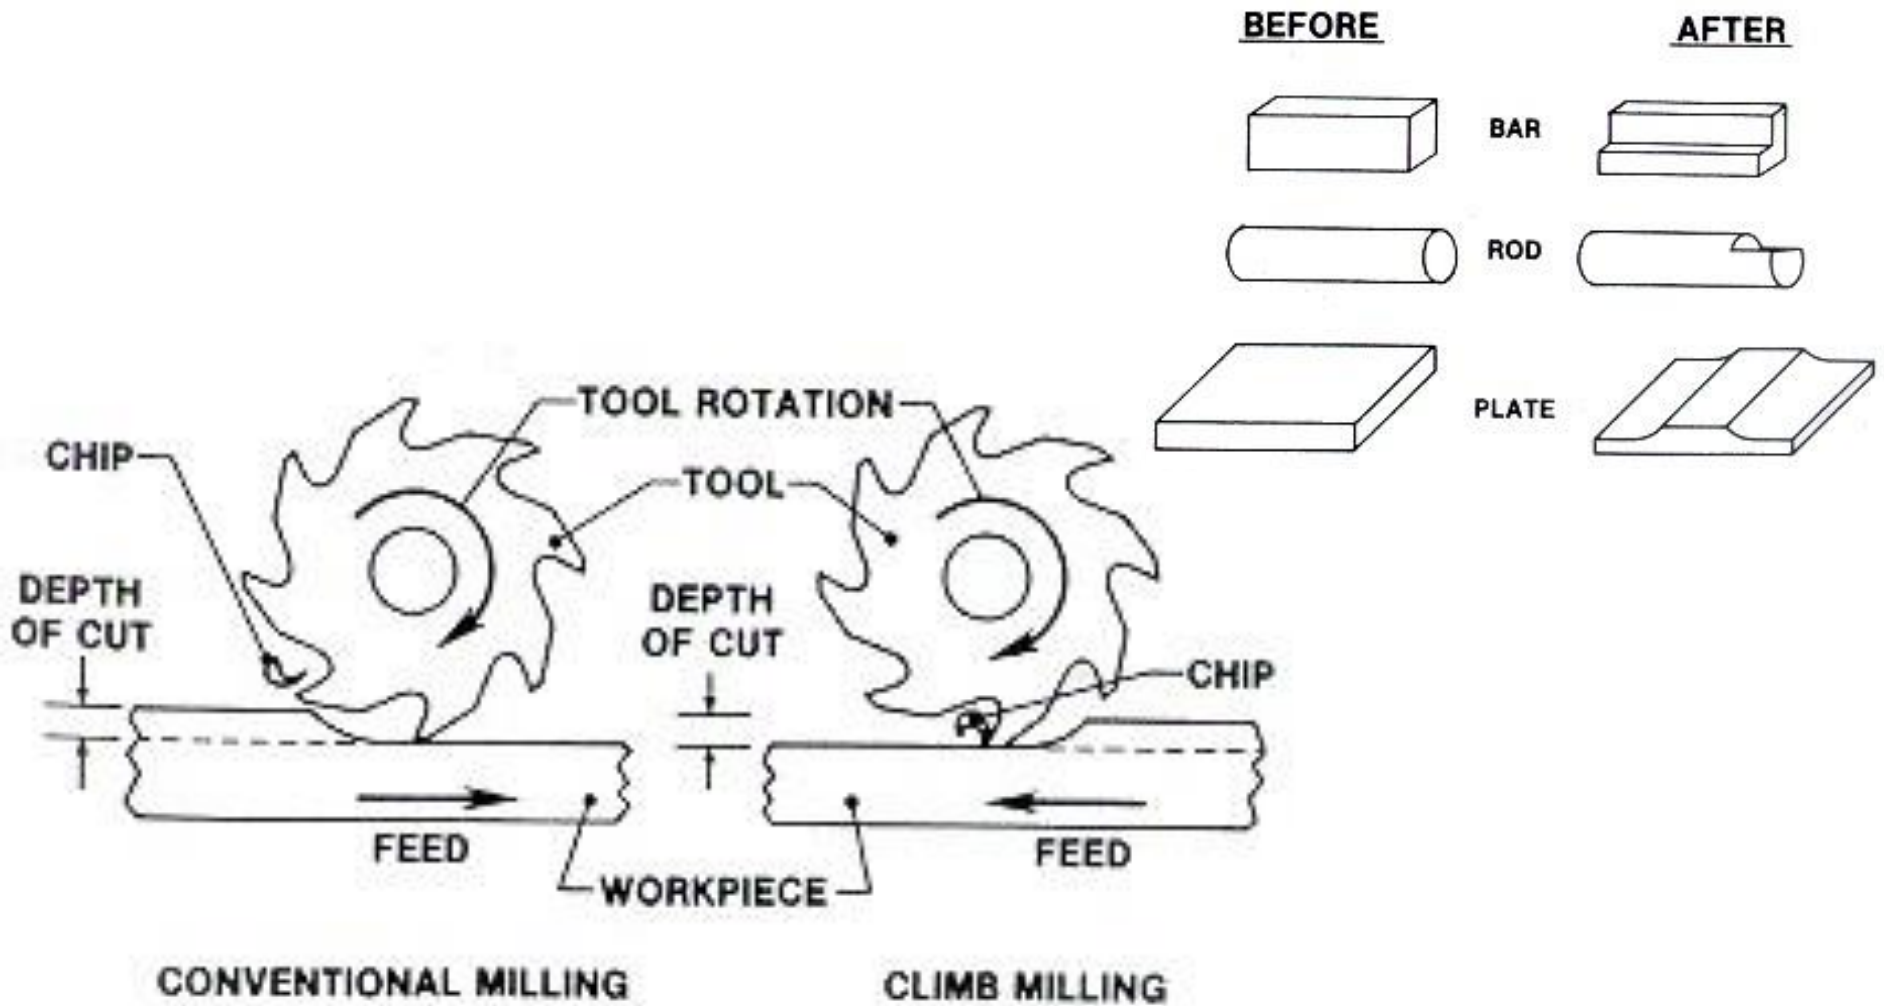 BEFORE
AFTER
BAR
ROD
PLATE
TOOL ROTATION
CHIP
TOOL
DEPTH
OF CUT
DEPTH
OF CUT
CHIP
FEED
FEED
WORKPIECE
CONVENTIONAL MILLING
CLIMB MILLING